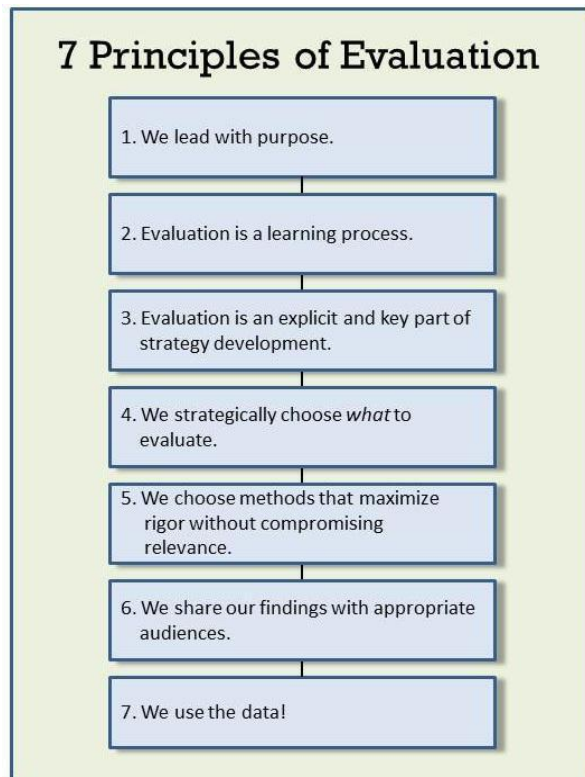 7 Principles of Evaluation
1. We lead with purpose.
2. Evaluation is a learning process.
3. Evaluation is an explicit and key part of
strategy development.
4. We strategically choose what to
evaluate.
5. We choose methods that maximize
rigor without compromising
relevance.
6. We share our findings with appropriate
audiences.
7. We use the data!